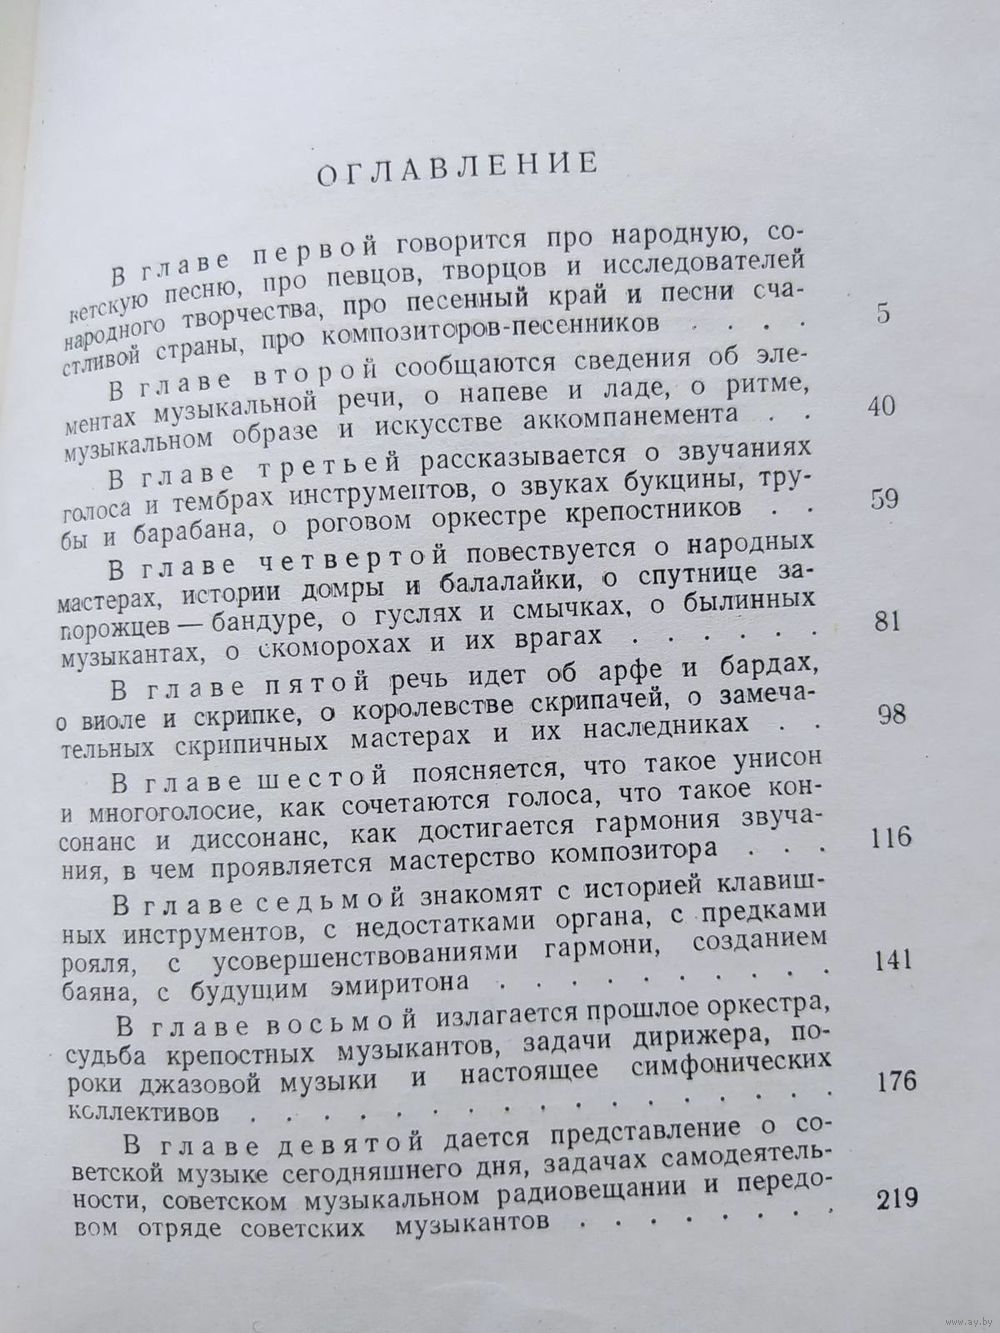 ОГЛАВЛЕНИЕ
В главе первой говорится про народную, со-
ветскую песню, про певцов, творцов и исследователей
народного творчества, про песенный край и песни сча-
стливой страны, про композиторов-песенников . . . . 5
В главе второй сообщаются сведения об эле-
ментах музыкальной речи, о напеве и ладе, о ритме,
музыкальном образе и искусстве аккомпанемента . . 40
В главе третьей рассказывается о звучаниях
голоса и тембрах инструментов, о звуках букцины, тру-
бы и барабана, о роговом оркестре крепостников . . 59
В главе четвертой повествуется о народных
мастерах, истории домры и балалайки, о спутнице за-
порожцев — бандуре, о гуслях и смычках, о былинных
музыкантах, о скоморохах и их врагах . . . . . . 81
В главе пятой речь идет об арфе и бардах,
о виоле и скрипке, о королевстве скрипачей, о замеча-
тельных скрипичных мастерах и их наследниках . . 98
В главе шестой поясняется, что такое унисон
и многоголосие, как сочетаются голоса, что такое кон-
сонанс и диссонанс, как достигается гармония звуча-
ния, в чем проявляется мастерство композитора . . . 116
В главе седьмой знакомят с историей клавиш-
ных инструментов, с недостатками органа, с предками
рояля, с усовершенствованиями гармони, созданием
баяна, с будущим эмиритона . . . . . . . . . . 141
В главе восьмой излагается прошлое оркестра,
судьба крепостных музыкантов, задачи дирижера, по-
роки джазовой музыки и настоящее симфонических
коллективов . . . . . . . . . . . . . . . . . 176
В главе девятой дается представление о со-
ветской музыке сегодняшнего дня, задачах самодеятель-
ности, советском музыкальном радиовещании и передо-
вом отряде советских музыкантов . . . . . . . . 219
www.ay.by